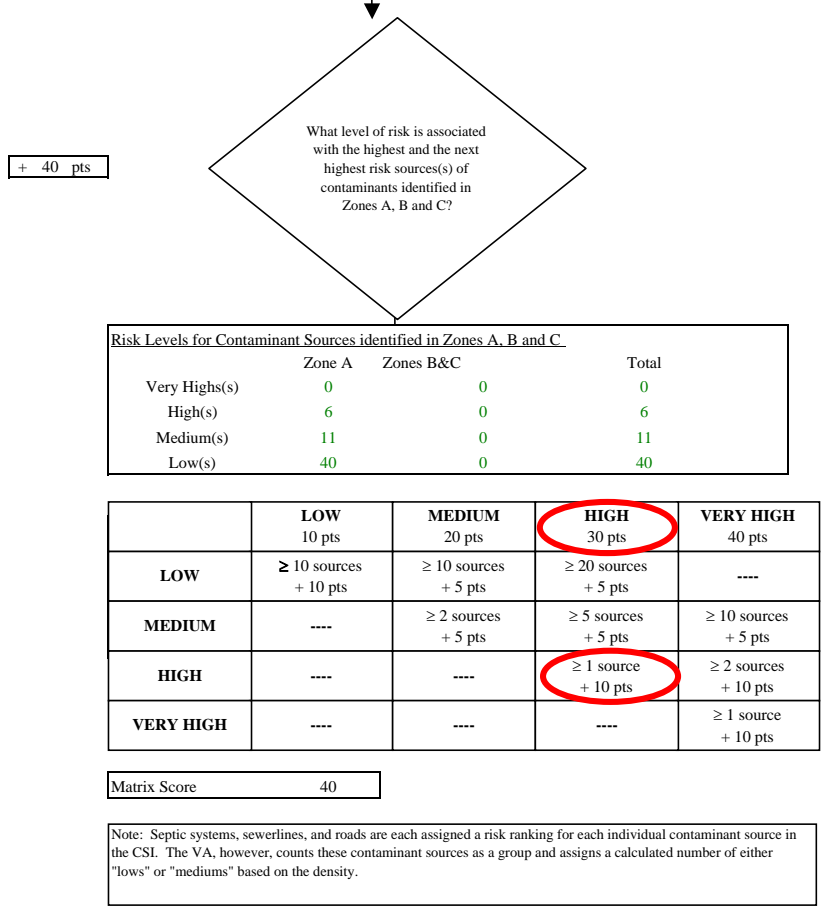 What level of risk is associated
with the highest and the next
highest risk sources(s) of
contaminants identified in
Zones A, B and C?
+ 40 pts
Risk Levels for Contaminant Sources identified in Zones A, B and C
Zone A Zones B&C Total
Very Highs(s) 0 0 0
High(s) 6 0 6
Medium(s) 11 0 11
Low(s) 40 0 40
LOW MEDIUM HIGH VERY HIGH
10 pts 20 pts 30 pts 40 pts
LOW ≥ 10 sources ≥ 10 sources ≥ 20 sources ----
+ 10 pts + 5 pts + 5 pts
MEDIUM ---- ≥ 2 sources ≥ 5 sources ≥ 10 sources
+ 5 pts + 5 pts + 5 pts
HIGH ---- ---- ≥ 1 source ≥ 2 sources
+ 10 pts + 10 pts
VERY HIGH ---- ---- ---- ≥ 1 source
+ 10 pts
Matrix Score 40
Note: Septic systems, sewerlines, and roads are each assigned a risk ranking for each individual contaminant source in
the CSI. The VA, however, counts these contaminant sources as a group and assigns a calculated number of either
"lows" or "mediums" based on the density.